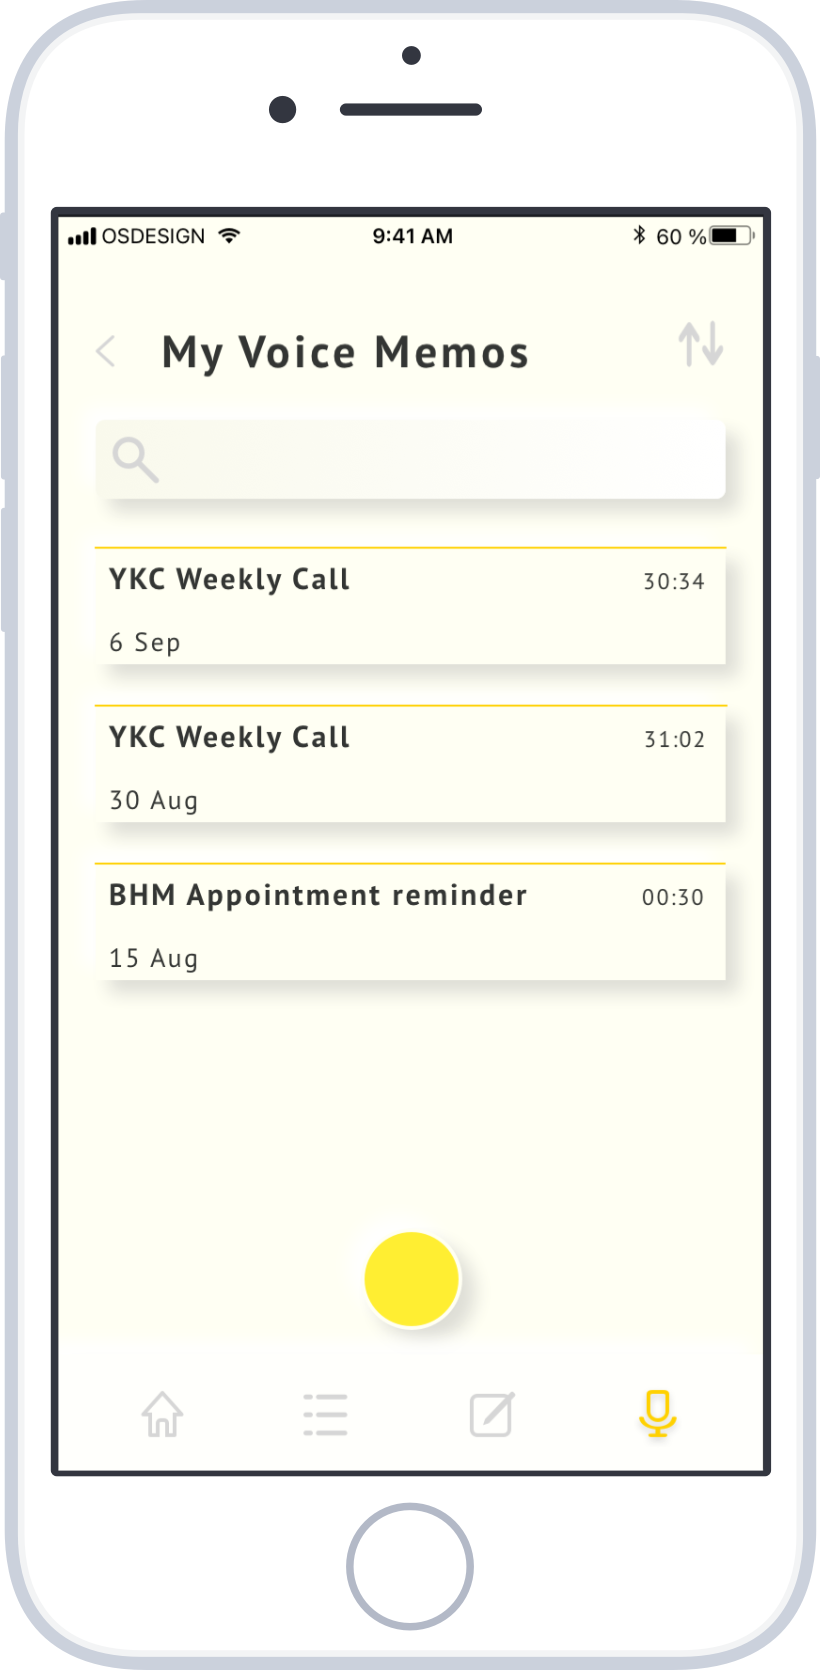 OSDESIGN 9:41 AM 60 %
My Voice Memos
YKC Weekly Call 30:34
6 Sep
YKC Weekly Call 31:02
30 Aug
BHM Appointment reminder 00:30
15 Aug